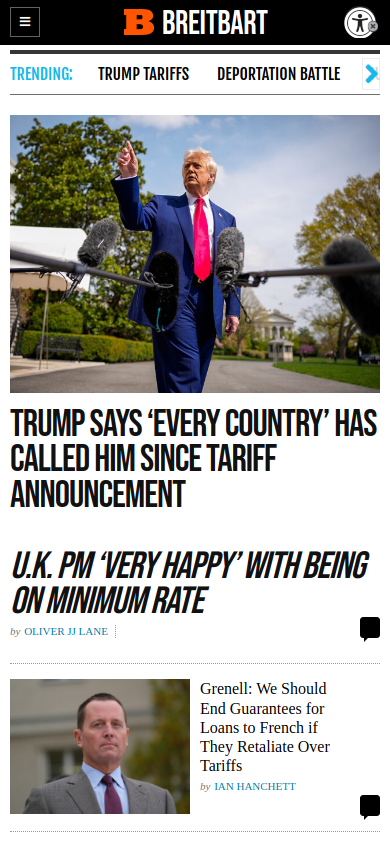 B BREITBART
TRENDING: TRUMP TARIFFS DEPORTATION BATTLE
TRUMP SAYS ‘EVERY COUNTRY’ HAS
CALLED HIM SINCE TARIFF
ANNOUNCEMENT
U.K. PM ‘VERY HAPPY’ WITH BEING
ON MINIMUM RATE
by OLIVER JJ LANE
Grenell: We Should
End Guarantees for
Loans to French if
They Retaliate Over
Tariffs
by IAN HANCHETT